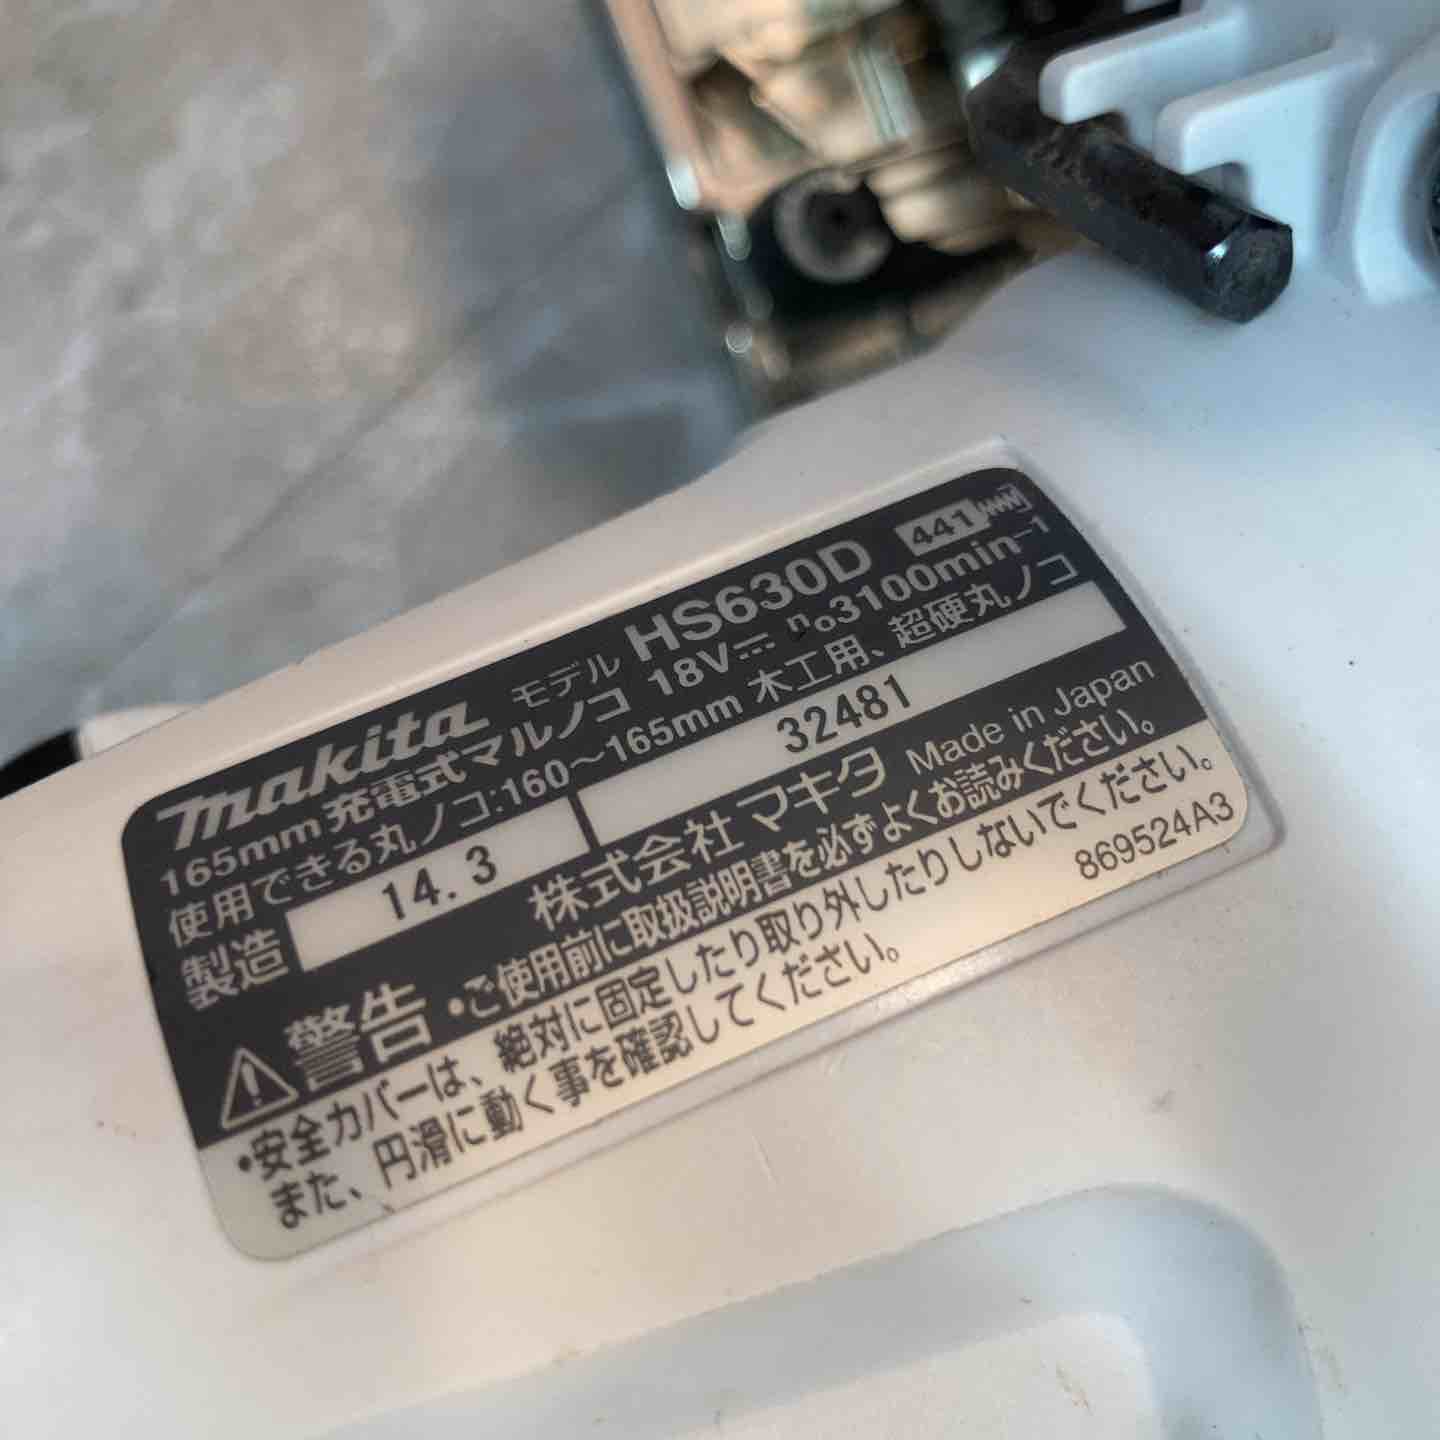 makita モデル HS630D 441
165mm 充電式マルノコ 18V⎓ n₀3100min⁻¹
使用できる丸ノコ:160～165mm 木工用、超硬丸ノコ
製造 14.3 32481
株式会社マキタ Made in Japan
⚠警告 •ご使用前に取扱説明書を必ずよくお読みください。
•安全カバーは、絶対に固定したり取り外したりしないでください。
また、円滑に動く事を確認してください。 869524A3